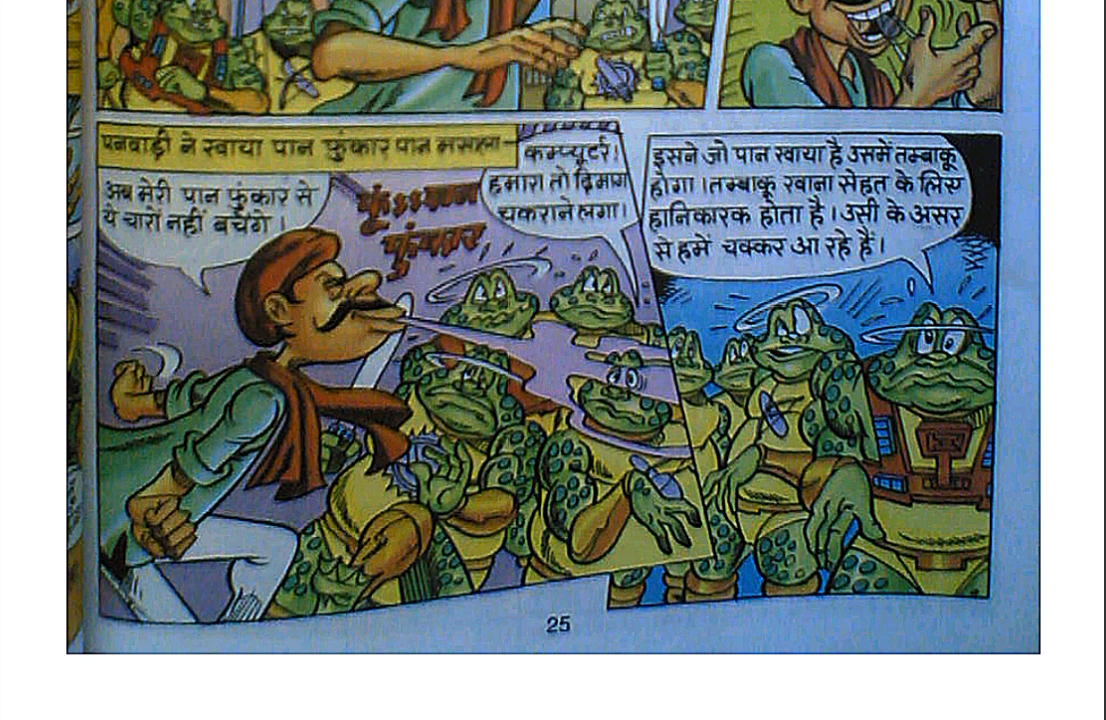 पनवाड़ी ने खाया पान फुंकार पान मसाला—
अब मेरी पान फुंकार से
ये चारों नहीं बचेंगे।
फूंऽऽ
फुंकार
कम्प्यूटर!
हमारा तो दिमाग
चकराने लगा।
इसने जो पान खाया है उसमें तम्बाकू
होगा। तम्बाकू खाना सेहत के लिए
हानिकारक होता है। उसी के असर
से हमें चक्कर आ रहे हैं।
25